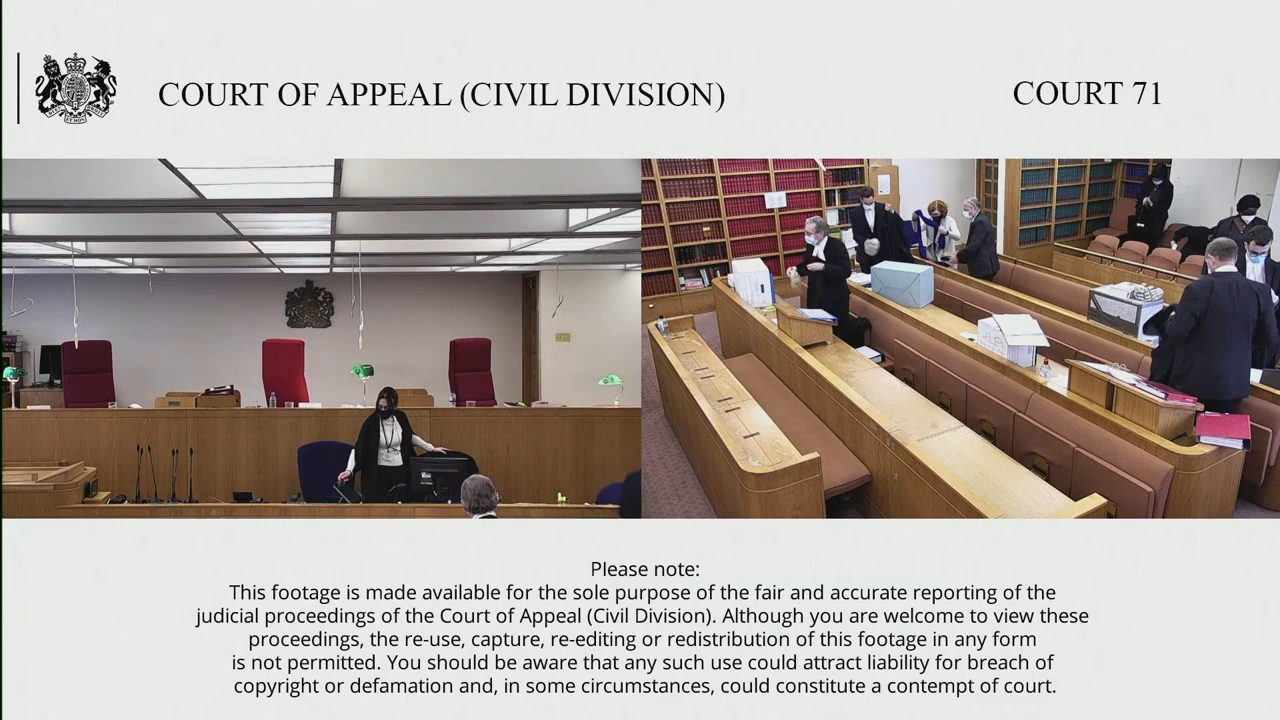 COURT OF APPEAL (CIVIL DIVISION)
COURT 71
Please note:
This footage is made available for the sole purpose of the fair and accurate reporting of the
judicial proceedings of the Court of Appeal (Civil Division). Although you are welcome to view these
proceedings, the re-use, capture, re-editing or redistribution of this footage in any form
is not permitted. You should be aware that any such use could attract liability for breach of
copyright or defamation and, in some circumstances, could constitute a contempt of court.